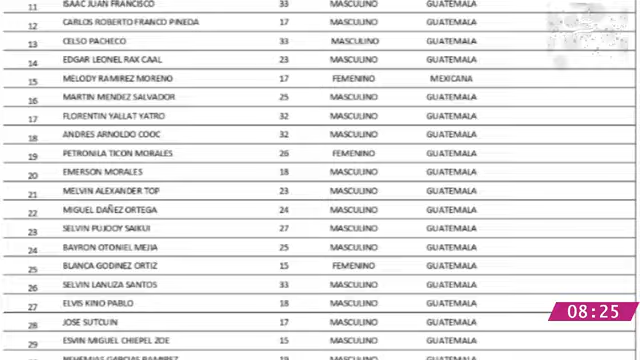 11 ISAAC JUAN FRANCISCO 33 MASCULINO GUATEMALA
12 CARLOS ROBERTO FRANCO PINEDA 17 MASCULINO GUATEMALA
13 CELSO PACHECO 33 MASCULINO GUATEMALA
14 EDGAR LEONEL RAX CAAL 23 MASCULINO GUATEMALA
15 MELODY RAMIREZ MORENO 17 FEMENINO MEXICANA
16 MARTIN MENDEZ SALVADOR 25 MASCULINO GUATEMALA
17 FLORENTIN YALLAT YATRO 32 MASCULINO GUATEMALA
18 ANDRES ARNOLDO COOC 32 MASCULINO GUATEMALA
19 PETRONILA TICON MORALES 26 FEMENINO GUATEMALA
20 EMERSON MORALES 18 MASCULINO GUATEMALA
21 MELVIN ALEXANDER TOP 23 MASCULINO GUATEMALA
22 MIGUEL DAÑEZ ORTEGA 24 MASCULINO GUATEMALA
23 SELVIN PUJOOY SAIKUI 27 MASCULINO GUATEMALA
24 BAYRON OTONIEL MEJIA 25 MASCULINO GUATEMALA
25 BLANCA GODINEZ ORTIZ 15 FEMENINO GUATEMALA
26 SELVIN LANUZA SANTOS 33 MASCULINO GUATEMALA
27 ELVIS KINO PABLO 18 MASCULINO GUATEMALA
08:25
28 JOSE SUTCUIN 17 MASCULINO GUATEMALA
29 ESVIN MIGUEL CHIEPEL ZOE 15 MASCULINO GUATEMALA
NEHEMIAS GARCIAS RAMIREZ 19 MASCULINO GUATEMALA